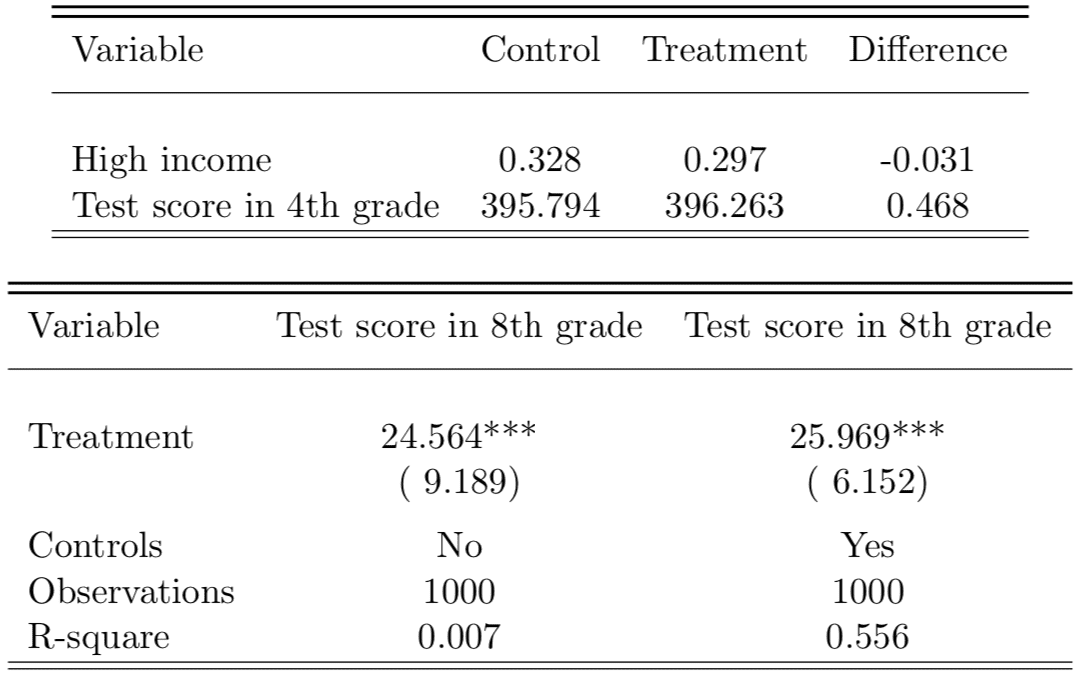 Variable Control Treatment Difference
High income 0.328 0.297 -0.031
Test score in 4th grade 395.794 396.263 0.468
Variable Test score in 8th grade Test score in 8th grade
Treatment 24.564*** 25.969***
( 9.189) ( 6.152)
Controls No Yes
Observations 1000 1000
R-square 0.007 0.556